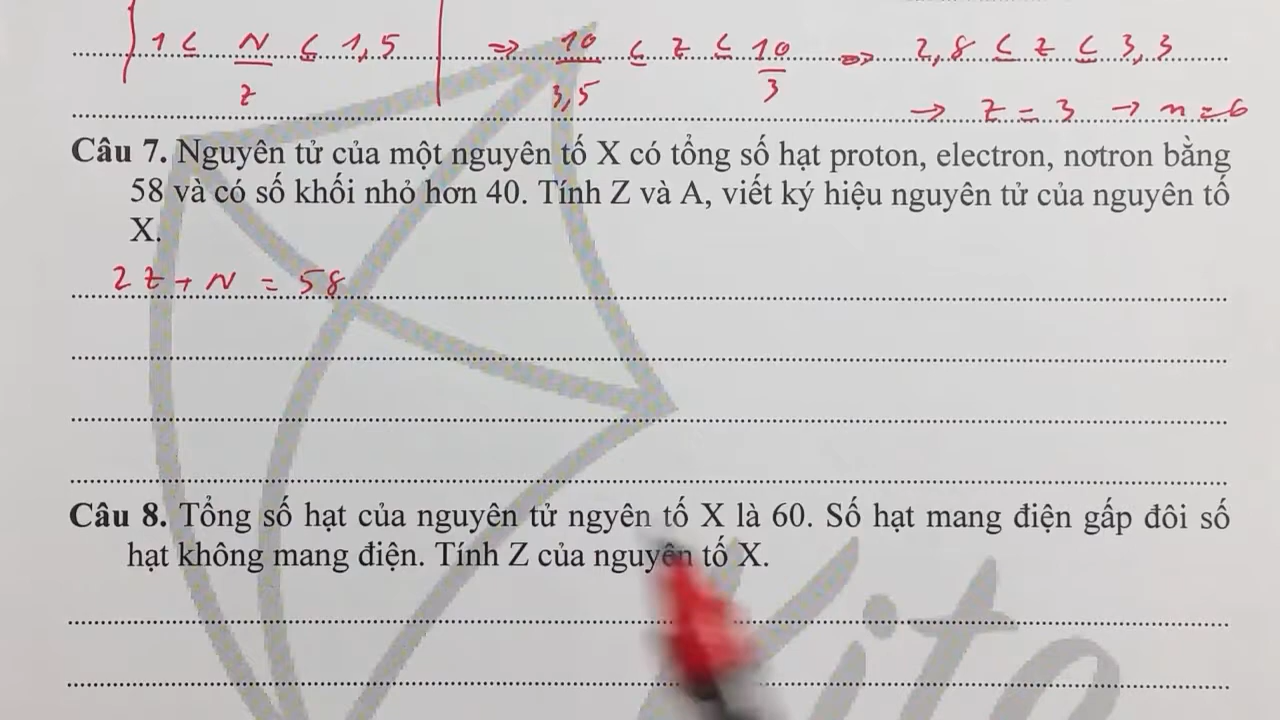 1 ≤ N/Z ≤ 1,5 ⇒ 10/3,5 ≤ Z ≤ 10/3 ⇒ 2,8 ≤ Z ≤ 3,3
→ Z = 3 → n = 6
Câu 7. Nguyên tử của một nguyên tố X có tổng số hạt proton, electron, nơtron bằng
58 và có số khối nhỏ hơn 40. Tính Z và A, viết ký hiệu nguyên tử của nguyên tố
X.
2Z + N = 58
Câu 8. Tổng số hạt của nguyên tử ngyên tố X là 60. Số hạt mang điện gấp đôi số
hạt không mang điện. Tính Z của nguyên tố X.